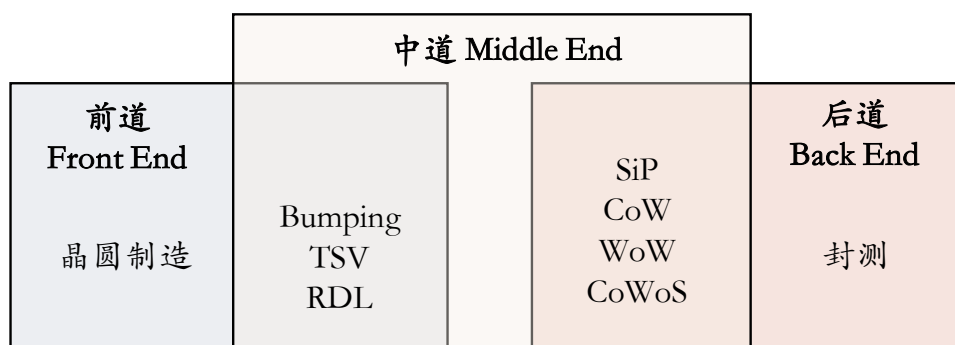 中道 Middle End
前道
Front End
晶圆制造
Bumping
TSV
RDL
SiP
CoW
WoW
CoWoS
后道
Back End
封测